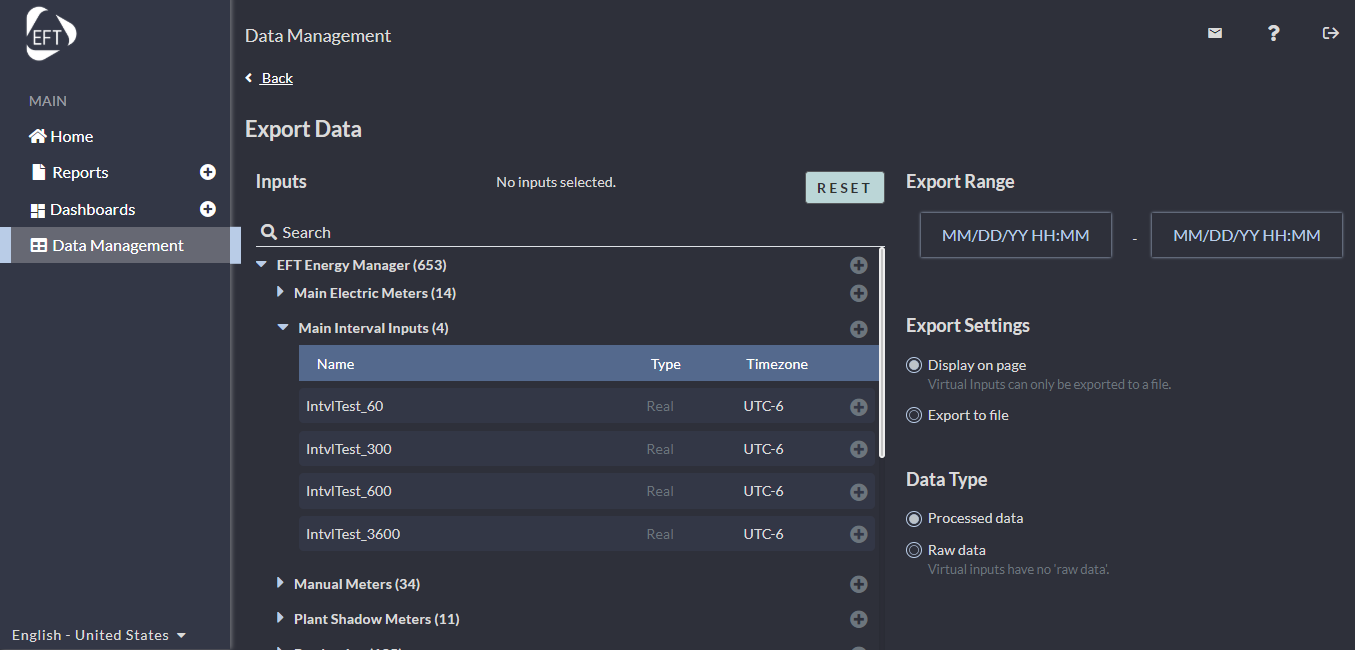 EFT
MAIN
Home
Reports
Dashboards
Data Management
English - United States
Data Management
Back
Export Data
Inputs
No inputs selected.
RESET
Search
EFT Energy Manager (653)
Main Electric Meters (14)
Main Interval Inputs (4)
Name Type Timezone
IntvlTest_60 Real UTC-6
IntvlTest_300 Real UTC-6
IntvlTest_600 Real UTC-6
IntvlTest_3600 Real UTC-6
Manual Meters (34)
Plant Shadow Meters (11)
Export Range
MM/DD/YY HH:MM - MM/DD/YY HH:MM
Export Settings
Display on page
Virtual Inputs can only be exported to a file.
Export to file
Data Type
Processed data
Raw data
Virtual inputs have no 'raw data'.